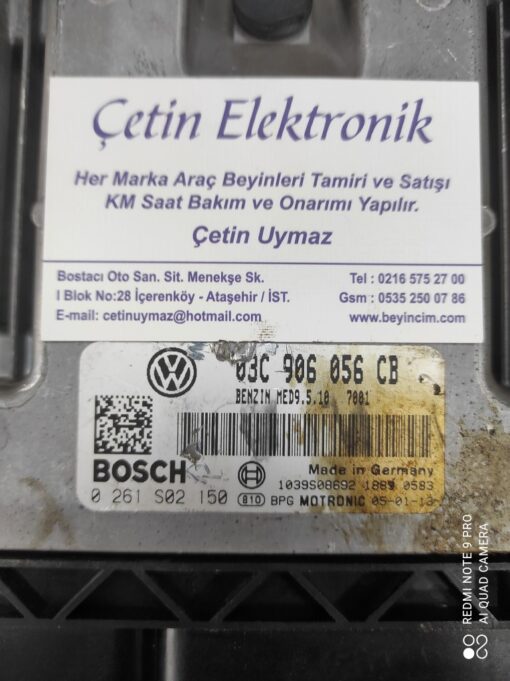 Çetin Elektronik
Her Marka Araç Beyinleri Tamiri ve Satışı
KM Saat Bakım ve Onarımı Yapılır.
Çetin Uymaz
Bostacı Oto San. Sit. Menekşe Sk.
I Blok No:28 İçerenköy - Ataşehir / İST.
E-mail: cetinuymaz@hotmail.com
Tel : 0216 575 27 00
Gsm : 0535 250 07 86
www.beyincim.com
03C 906 056 CB
BENZIN MED9.5.10 7001
BOSCH
Made in Germany
1039S08692 1889 0583
0 261 S02 150 810 BPG MOTRONIC 05-01-13
REDMI NOTE 9 PRO
AI QUAD CAMERA